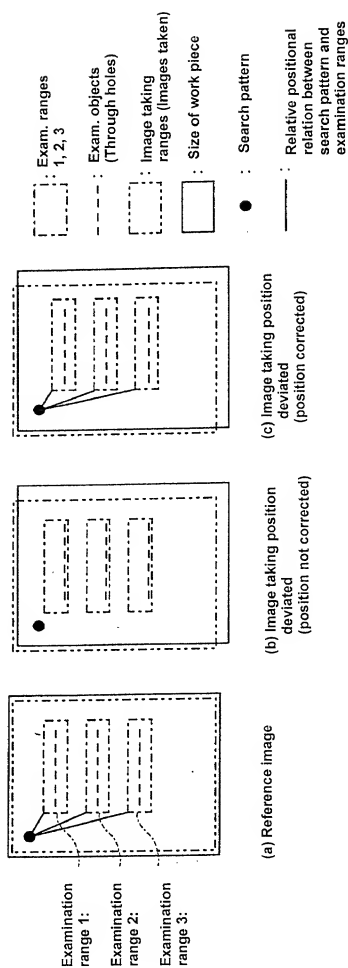 Examination
range 1:
Examination
range 2:
Examination
range 3:
(a) Reference image
(b) Image taking position
deviated
(position not corrected)
(c) Image taking position
deviated
(position corrected)
: Exam. ranges
1, 2, 3
: Exam. objects
(Through holes)
: Image taking
ranges (Images taken)
: Size of work piece
: Search pattern
: Relative positional
relation between
search pattern and
examination ranges